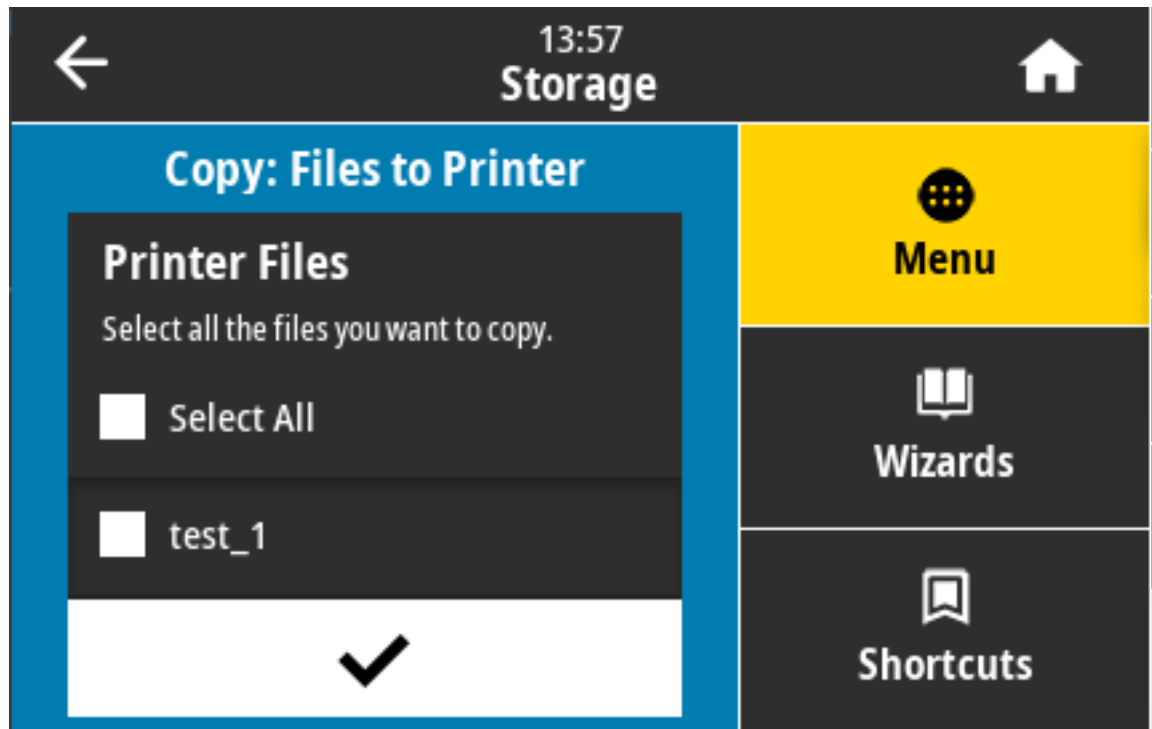 13:57
Storage
Copy: Files to Printer
Printer Files
Select all the files you want to copy.
Select All
test_1
Menu
Wizards
Shortcuts